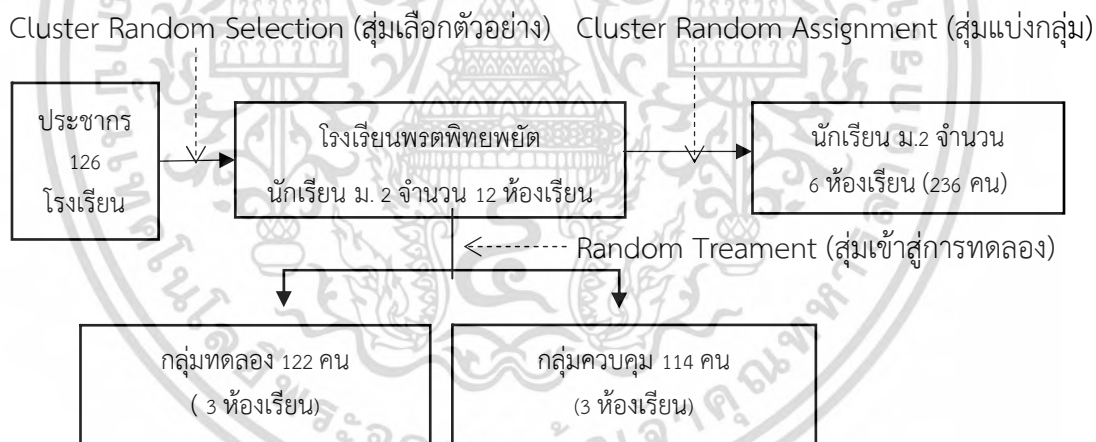 Cluster Random Selection (สุ่มเลือกตัวอย่าง) Cluster Random Assignment (สุ่มแบ่งกลุ่ม)
ประชากร
126
โรงเรียน
โรงเรียนพรตพิทยพยัต
นักเรียน ม. 2 จำนวน 12 ห้องเรียน
นักเรียน ม.2 จำนวน
6 ห้องเรียน (236 คน)
Random Treament (สุ่มเข้าสู่การทดลอง)
กลุ่มทดลอง 122 คน
( 3 ห้องเรียน)
กลุ่มควบคุม 114 คน
(3 ห้องเรียน)